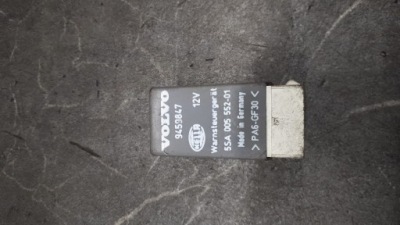 VOLVO
9459847
12V
HELLA
Warnsteuergerät
5SA 005 552-01
Made in Germany
> PA6-GF30 <